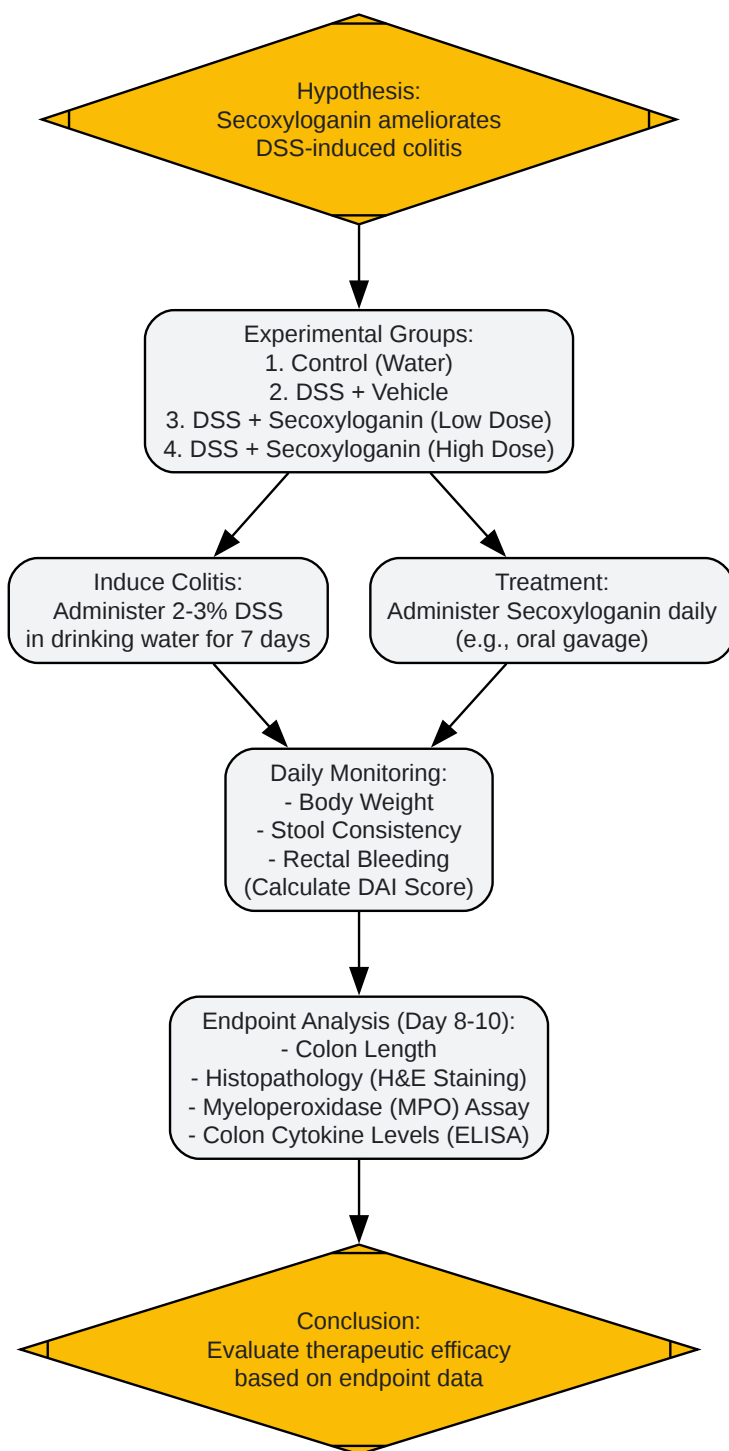 Hypothesis:
Secoxyloganin ameliorates
DSS-induced colitis
Experimental Groups:
1. Control (Water)
2. DSS + Vehicle
3. DSS + Secoxyloganin (Low Dose)
4. DSS + Secoxyloganin (High Dose)
Induce Colitis:
Administer 2-3% DSS
in drinking water for 7 days
Treatment:
Administer Secoxyloganin daily
(e.g., oral gavage)
Daily Monitoring:
- Body Weight
- Stool Consistency
- Rectal Bleeding
(Calculate DAI Score)
Endpoint Analysis (Day 8-10):
- Colon Length
- Histopathology (H&E Staining)
- Myeloperoxidase (MPO) Assay
- Colon Cytokine Levels (ELISA)
Conclusion:
Evaluate therapeutic efficacy
based on endpoint data